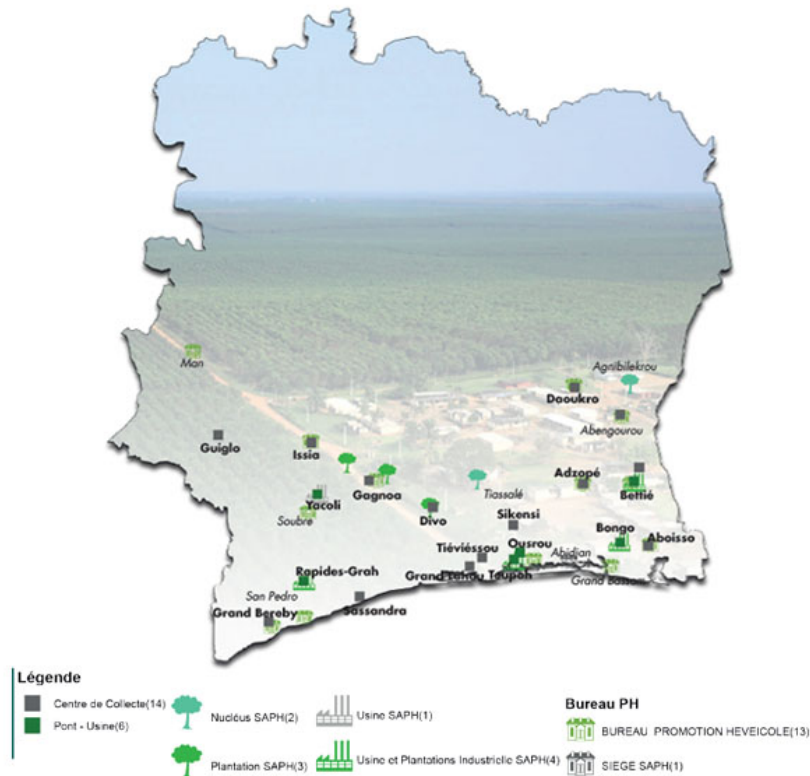 Man
Agnibilekrou
Daoukro
Abengourou
Guiglo
Issia
Gagnoa
Tiassalé
Adzopé
Bettié
Yacoli
Soubré
Divo
Sikensi
Bongo
Aboisso
Ousrou
Tiéviéssou
Abidjan
Grand Lahou
Toupah
Grand Bassam
Rapides-Grah
San Pedro
Grand Bereby
Sassandra
Légende
Centre de Collecte(14)
Pont - Usine(6)
Nucléus SAPH(2)
Plantation SAPH(3)
Usine SAPH(1)
Usine et Plantations Industrielle SAPH(4)
Bureau PH
BUREAU PROMOTION HEVEICOLE(13)
SIEGE SAPH(1)